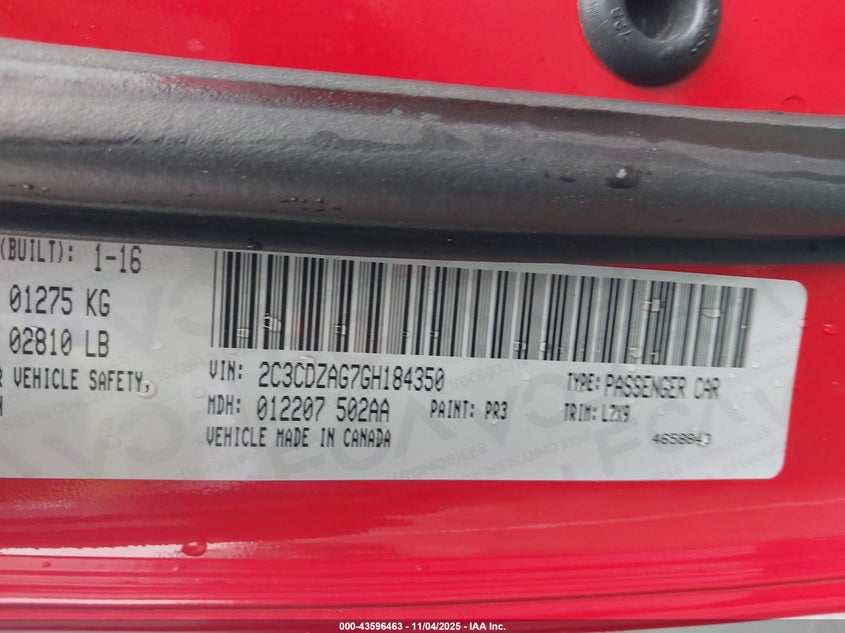 (BUILT): 1-16
01275 KG
02810 LB
R VEHICLE SAFETY,
VIN: 2C3CDZAG7GH184350
TYPE: PASSENGER CAR
MDH: 012207 502AA
PAINT: PR3
TRIM: LZX9
VEHICLE MADE IN CANADA
4658843
000-43596463 - 11/04/2025 - IAA Inc.